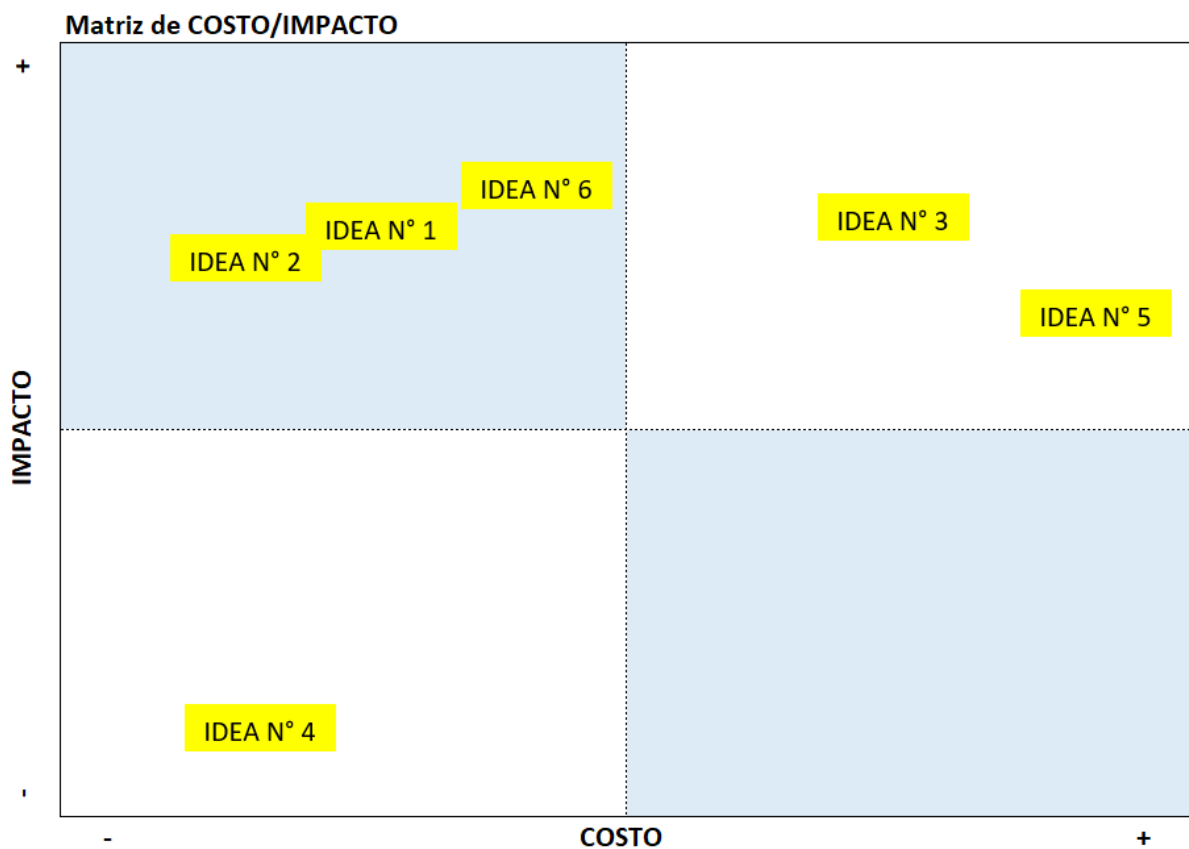 Matriz de COSTO/IMPACTO
+
IDEA N° 6
IDEA N° 3
IDEA N° 1
IDEA N° 2
IDEA N° 5
IMPACTO
IDEA N° 4
-
- COSTO +